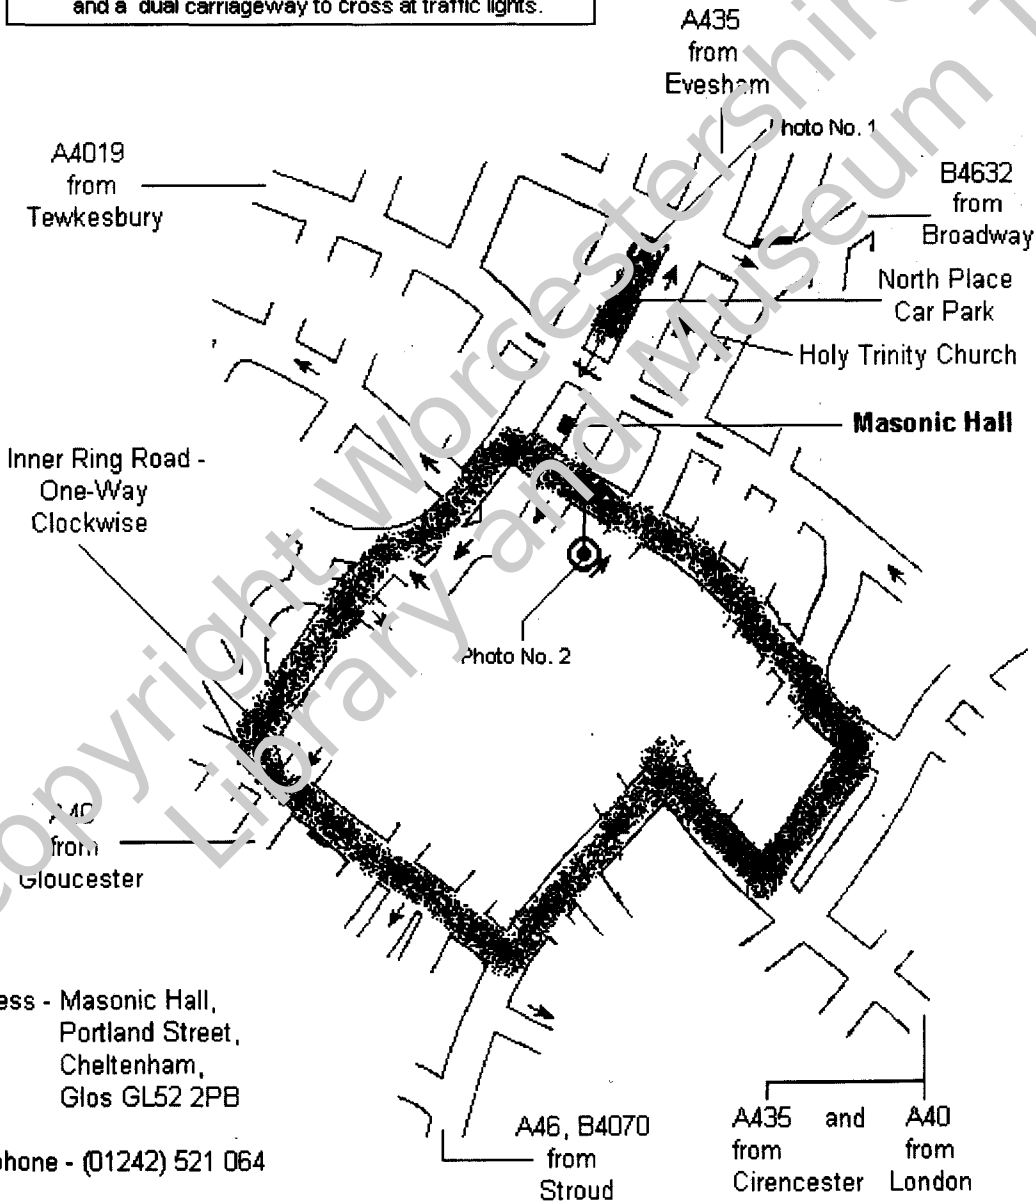 and a dual carriageway to cross at traffic lights.
A435
from
Evesham
Photo No. 1
A4019
from
Tewkesbury
B4632
from
Broadway
North Place
Car Park
Holy Trinity Church
Masonic Hall
Inner Ring Road -
One-Way
Clockwise
Photo No. 2
A40
from
Gloucester
ess - Masonic Hall,
Portland Street,
Cheltenham,
Glos GL52 2PB
phone - (01242) 521 064
A46, B4070
from
Stroud
A435 and A40
from from
Cirencester London
Copyright Worcestershire
Library and Museum T